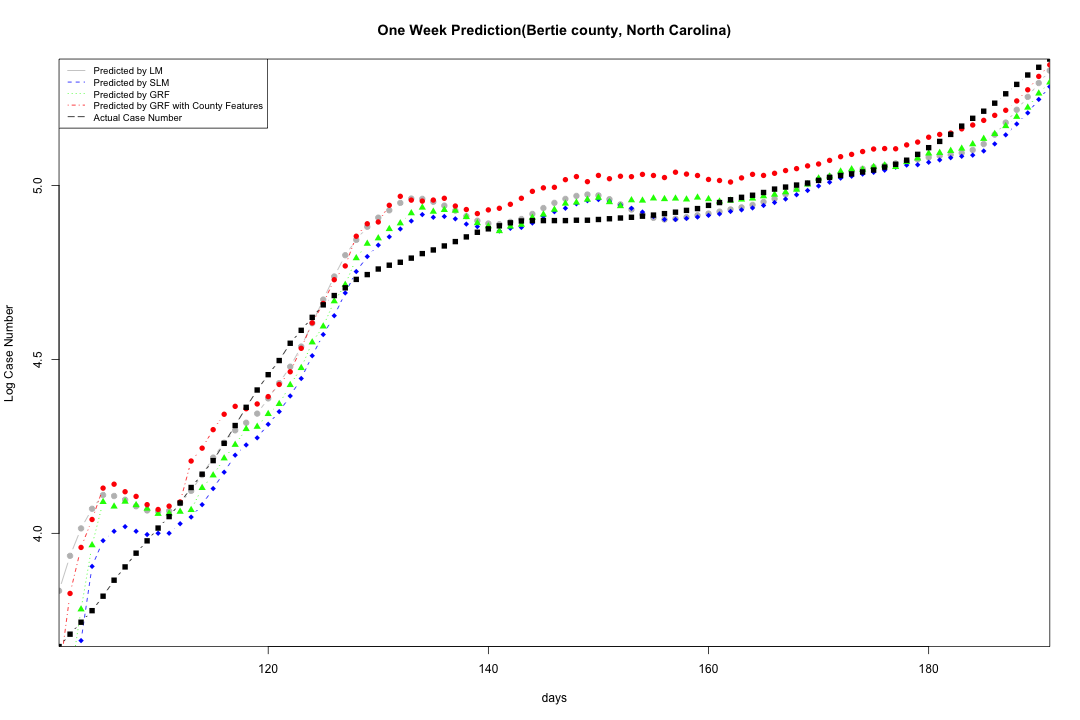 One Week Prediction(Bertie county, North Carolina)
Predicted by LM
Predicted by SLM
Predicted by GRF
Predicted by GRF with County Features
Actual Case Number
Log Case Number
5.0
4.5
4.0
120
140
160
180
days